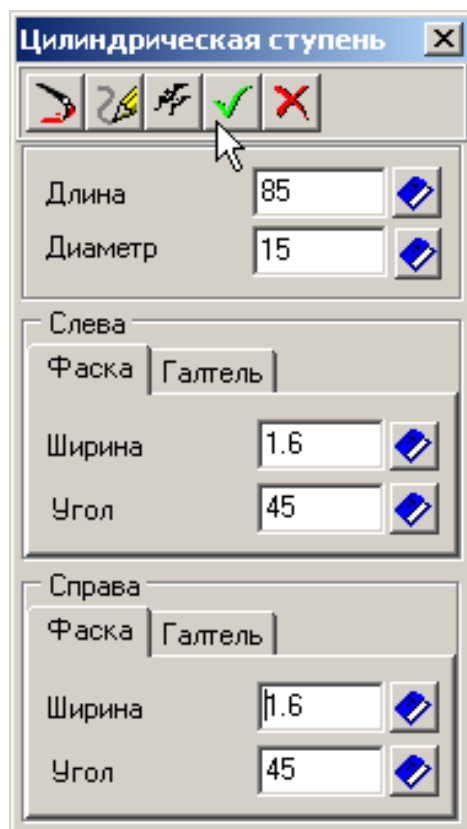 Цилиндрическая ступень
Длина 85
Диаметр 15
Слева
Фаска Галтель
Ширина 1.6
Угол 45
Справа
Фаска Галтель
Ширина 1.6
Угол 45